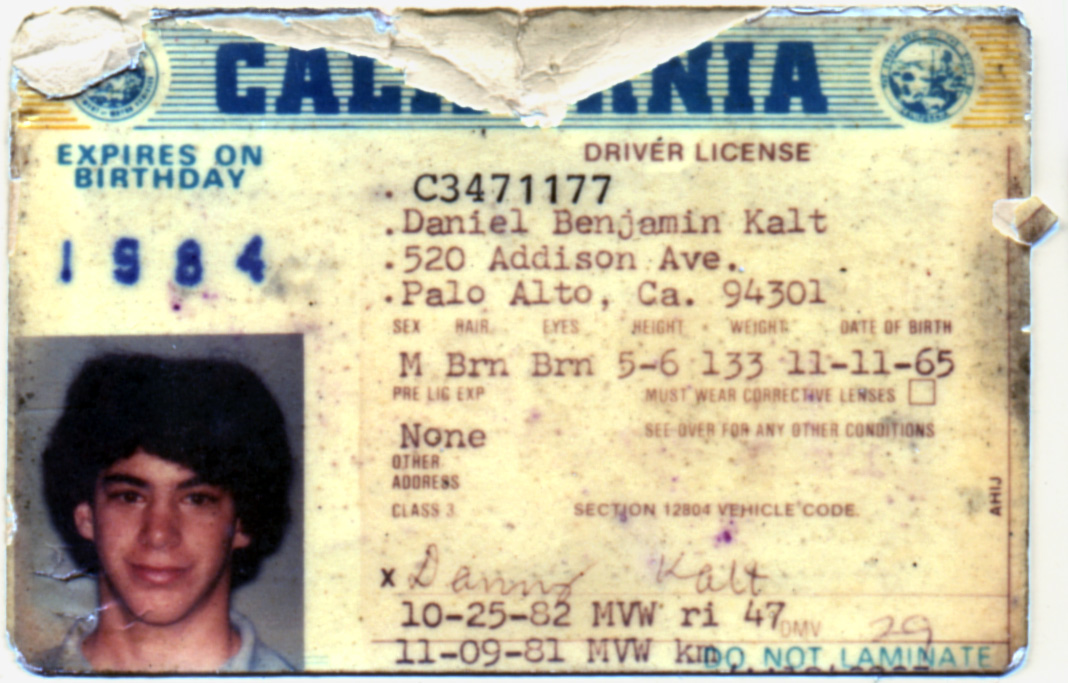 EXPIRES ON
BIRTHDAY
1984
DRIVER LICENSE
C3471177
.Daniel Benjamin Kalt
.520 Addison Ave.
.Palo Alto, Ca. 94301
SEX HAIR EYES HEIGHT WEIGHT DATE OF BIRTH
M Brn Brn 5-6 133 11-11-65
PRE LIC EXP MUST WEAR CORRECTIVE LENSES
None SEE OVER FOR ANY OTHER CONDITIONS
OTHER
ADDRESS
CLASS 3 SECTION 12804 VEHICLE CODE.
AHIJ
X Danny Kalt
10-25-82 MVW ri 47 DMV 29
11-09-81 MVW km DO NOT LAMINATE